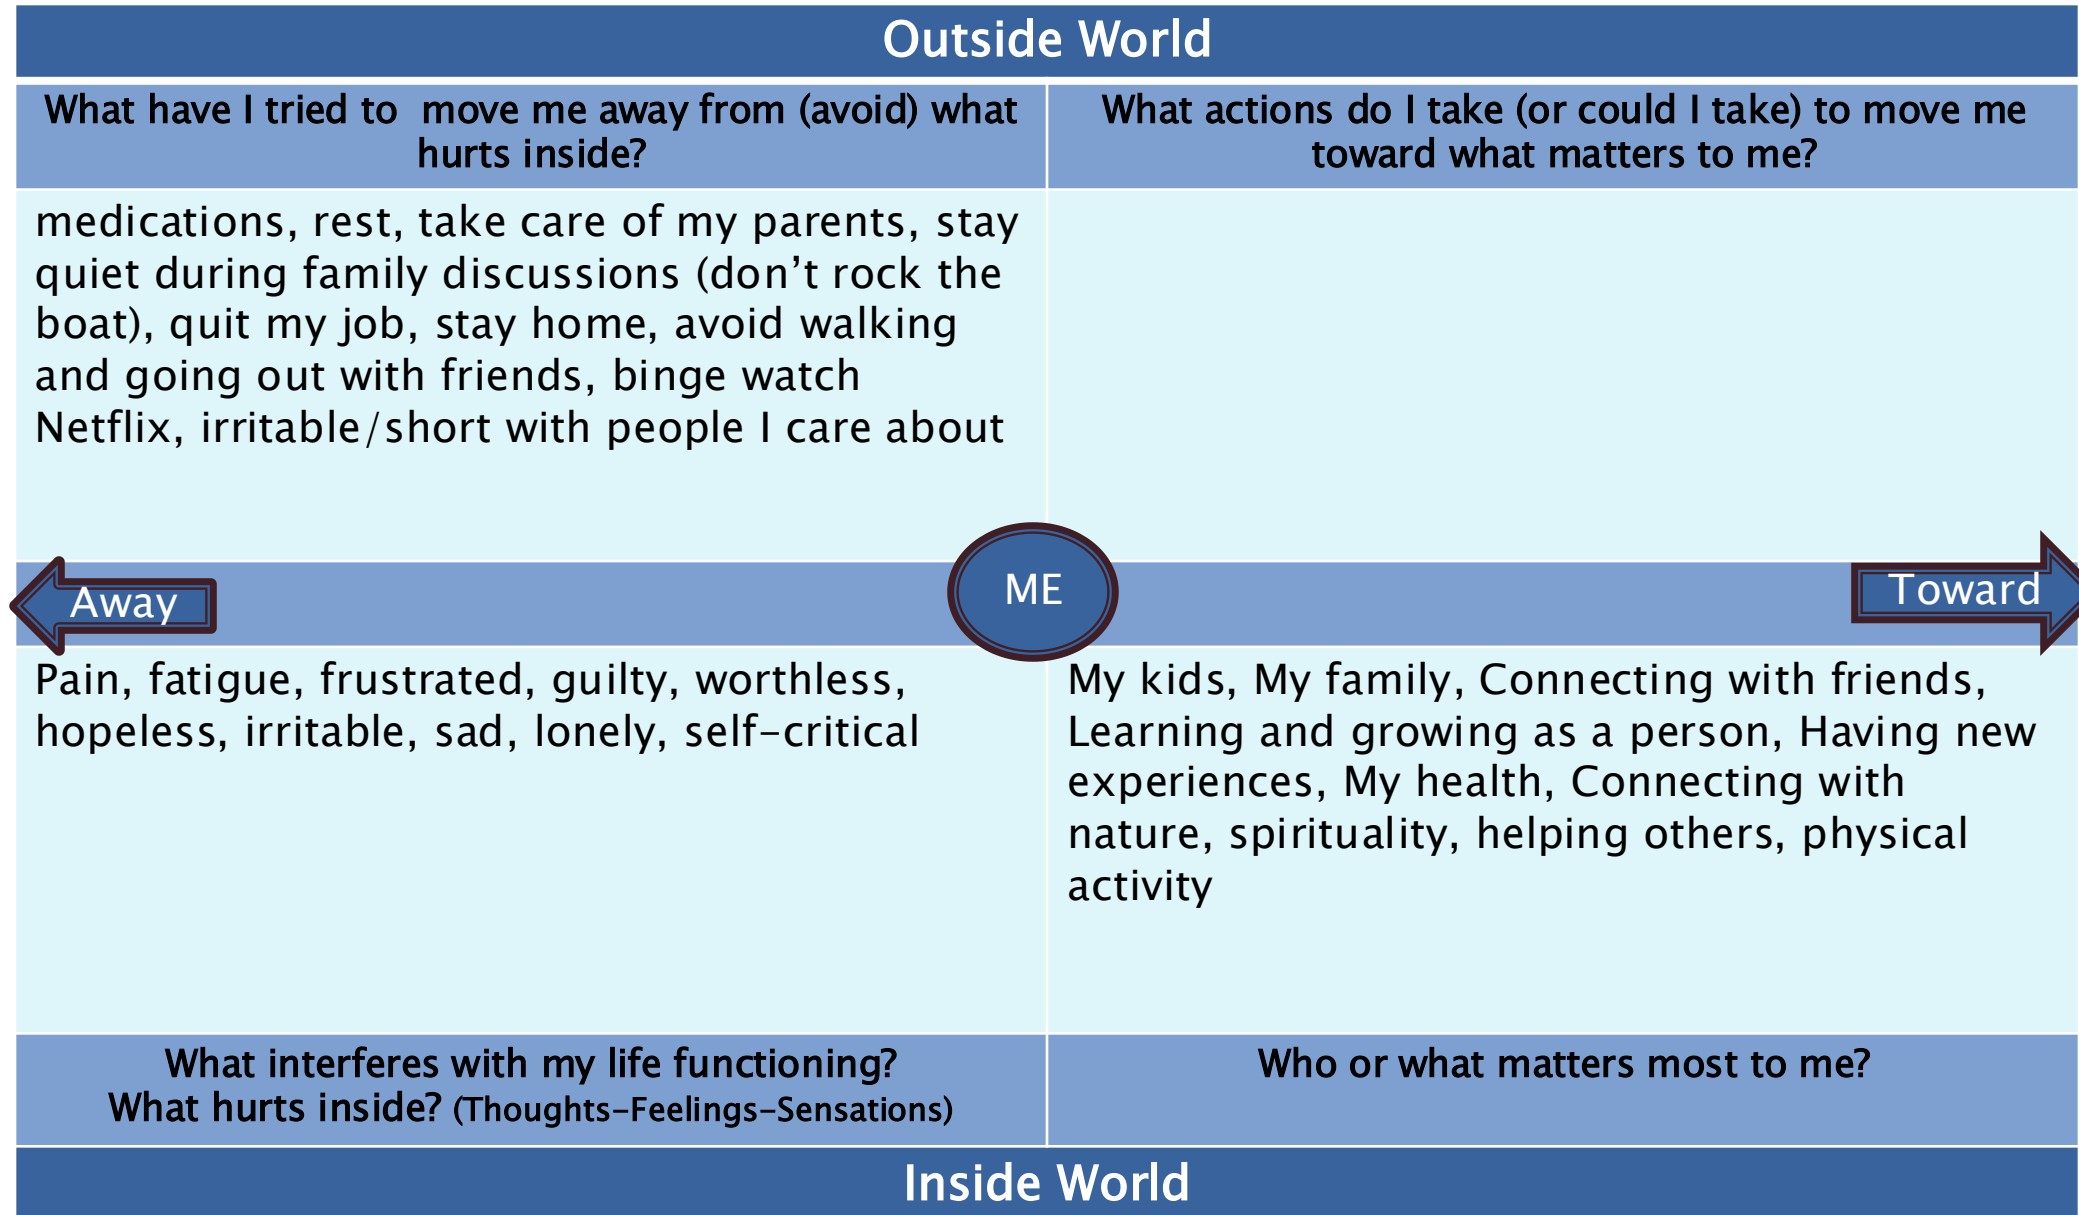 Outside World
What have I tried to  move me away from (avoid) what
hurts inside?
What actions do I take (or could I take) to move me
toward what matters to me?
medications, rest, take care of my parents, stay
quiet during family discussions (don’t rock the
boat), quit my job, stay home, avoid walking
and going out with friends, binge watch
Netflix, irritable/short with people I care about
Away
ME
Toward
Pain, fatigue, frustrated, guilty, worthless,
hopeless, irritable, sad, lonely, self-critical
My kids, My family, Connecting with friends,
Learning and growing as a person, Having new
experiences, My health, Connecting with
nature, spirituality, helping others, physical
activity
What interferes with my life functioning?
What hurts inside? (Thoughts-Feelings-Sensations)
Who or what matters most to me?
Inside World